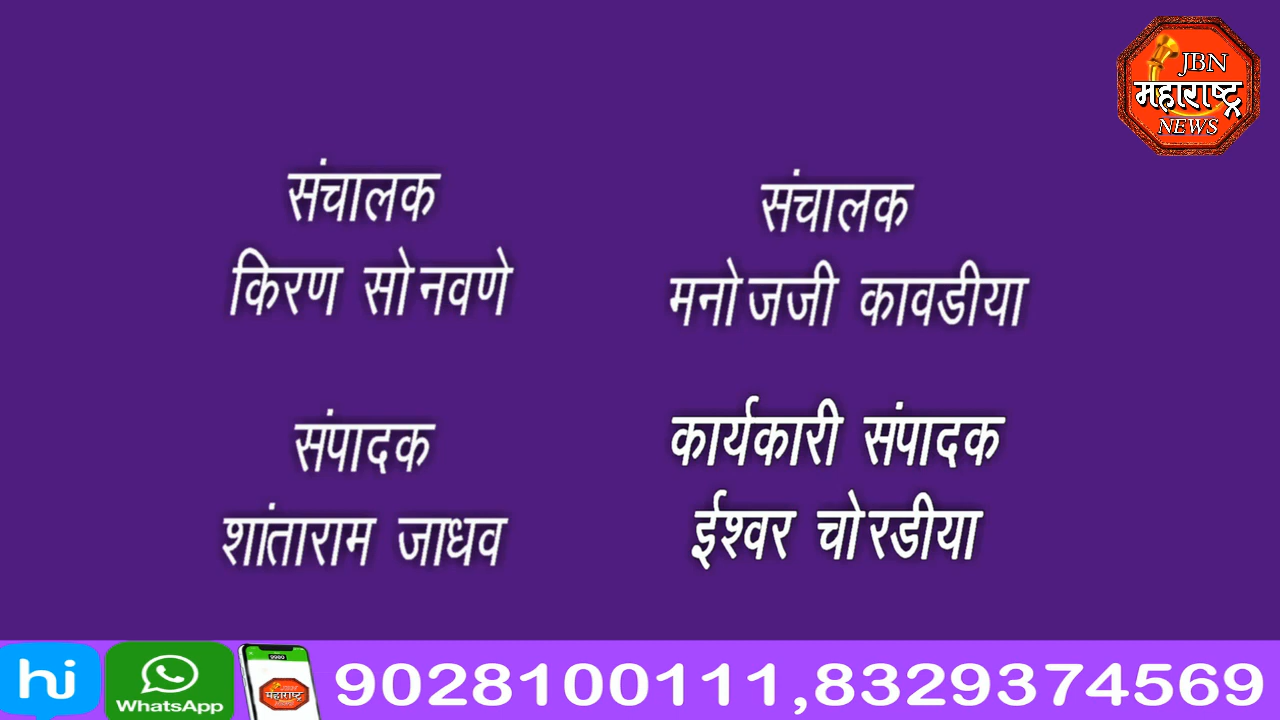 JBN
महाराष्ट्र
NEWS
संचालक
किरण सोनवणे
संचालक
मनोजजी कावडीया
संपादक
शांताराम जाधव
कार्यकारी संपादक
ईश्वर चोरडीया
hi
WhatsApp
महाराष्ट्र
9028100111,8329374569